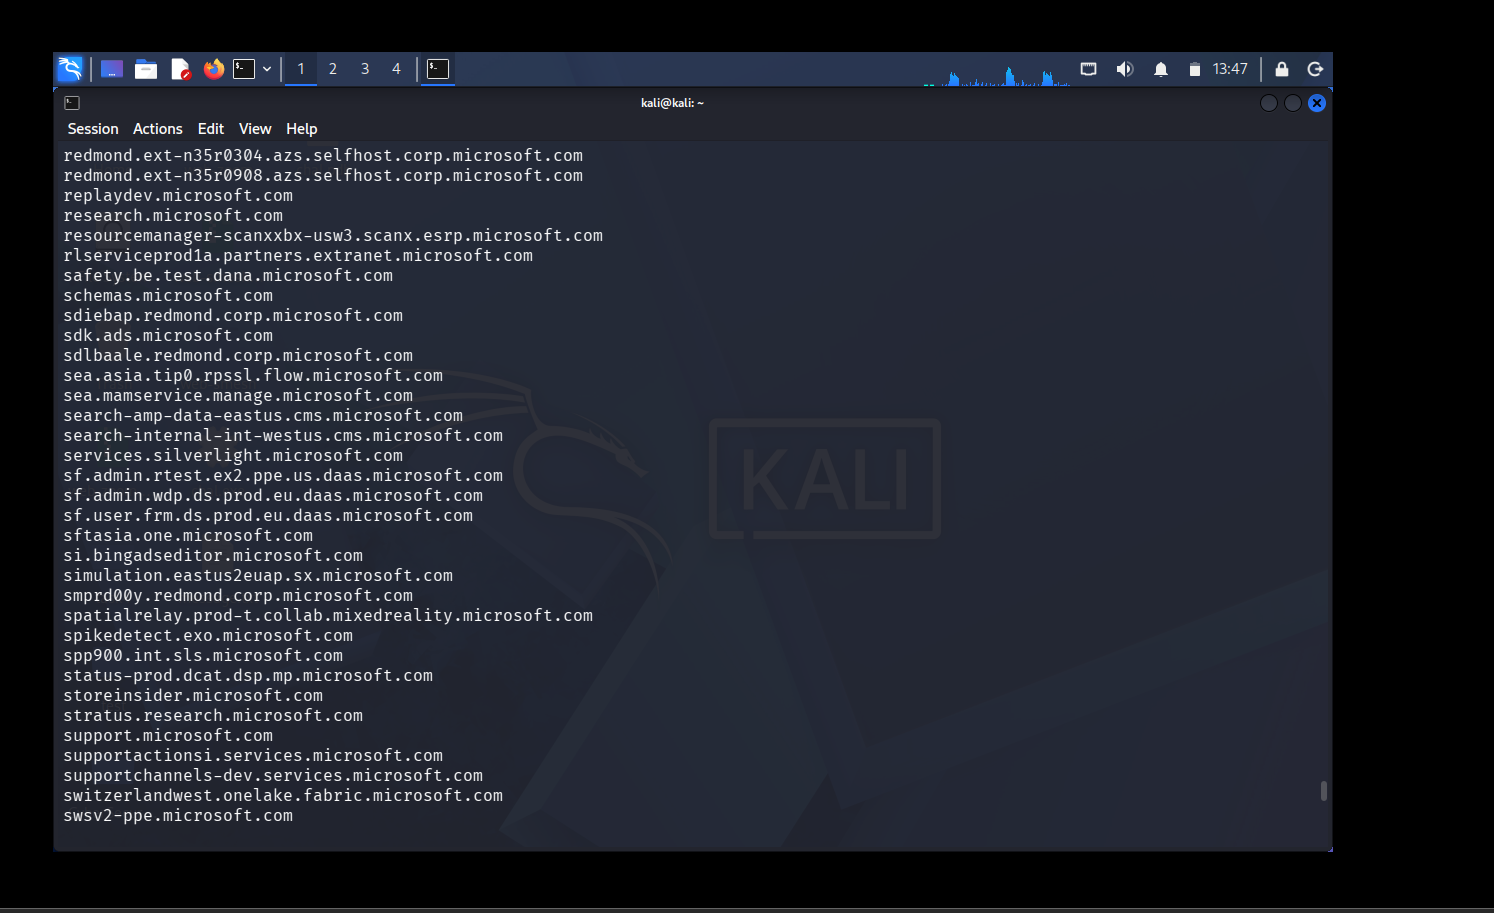 1 2 3 4 13:47
kali@kali: ~
Session Actions Edit View Help
redmond.ext-n35r0304.azs.selfhost.corp.microsoft.com
redmond.ext-n35r0908.azs.selfhost.corp.microsoft.com
replaydev.microsoft.com
research.microsoft.com
resourcemanager-scanxxbx-usw3.scanx.esrp.microsoft.com
rlserviceprod1a.partners.extranet.microsoft.com
safety.be.test.dana.microsoft.com
schemas.microsoft.com
sdiebap.redmond.corp.microsoft.com
sdk.ads.microsoft.com
sdlbaale.redmond.corp.microsoft.com
sea.asia.tip0.rpssl.flow.microsoft.com
sea.mamservice.manage.microsoft.com
search-amp-data-eastus.cms.microsoft.com
search-internal-int-westus.cms.microsoft.com
services.silverlight.microsoft.com
sf.admin.rtest.ex2.ppe.us.daas.microsoft.com
sf.admin.wdp.ds.prod.eu.daas.microsoft.com
sf.user.frm.ds.prod.eu.daas.microsoft.com
sftasia.one.microsoft.com
si.bingadseditor.microsoft.com
simulation.eastus2euap.sx.microsoft.com
smprd00y.redmond.corp.microsoft.com
spatialrelay.prod-t.collab.mixedreality.microsoft.com
spikedetect.exo.microsoft.com
spp900.int.sls.microsoft.com
status-prod.dcat.dsp.mp.microsoft.com
storeinsider.microsoft.com
stratus.research.microsoft.com
support.microsoft.com
supportactionsi.services.microsoft.com
supportchannels-dev.services.microsoft.com
switzerlandwest.onelake.fabric.microsoft.com
swsv2-ppe.microsoft.com
KALI